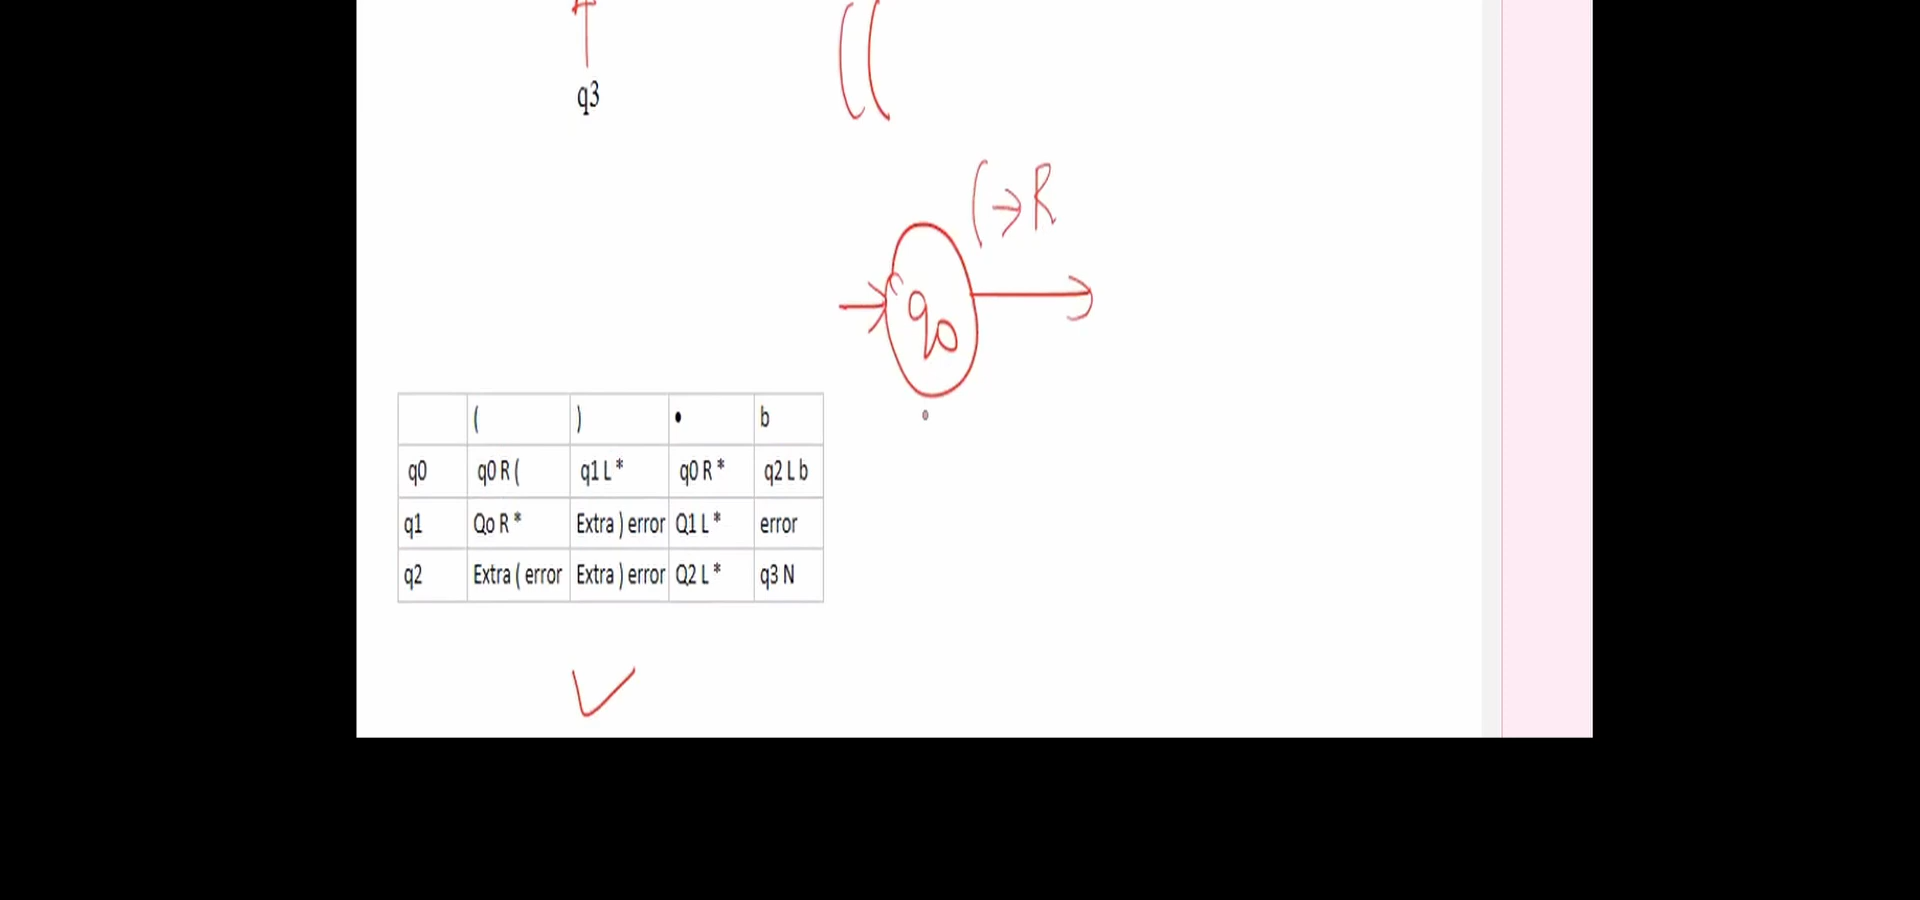 q3
((
( → R
q0
( ) • b
q0 q0 R ( q1 L * q0 R * q2 L b
q1 Qo R * Extra ) error Q1 L * error
q2 Extra ( error Extra ) error Q2 L * q3 N